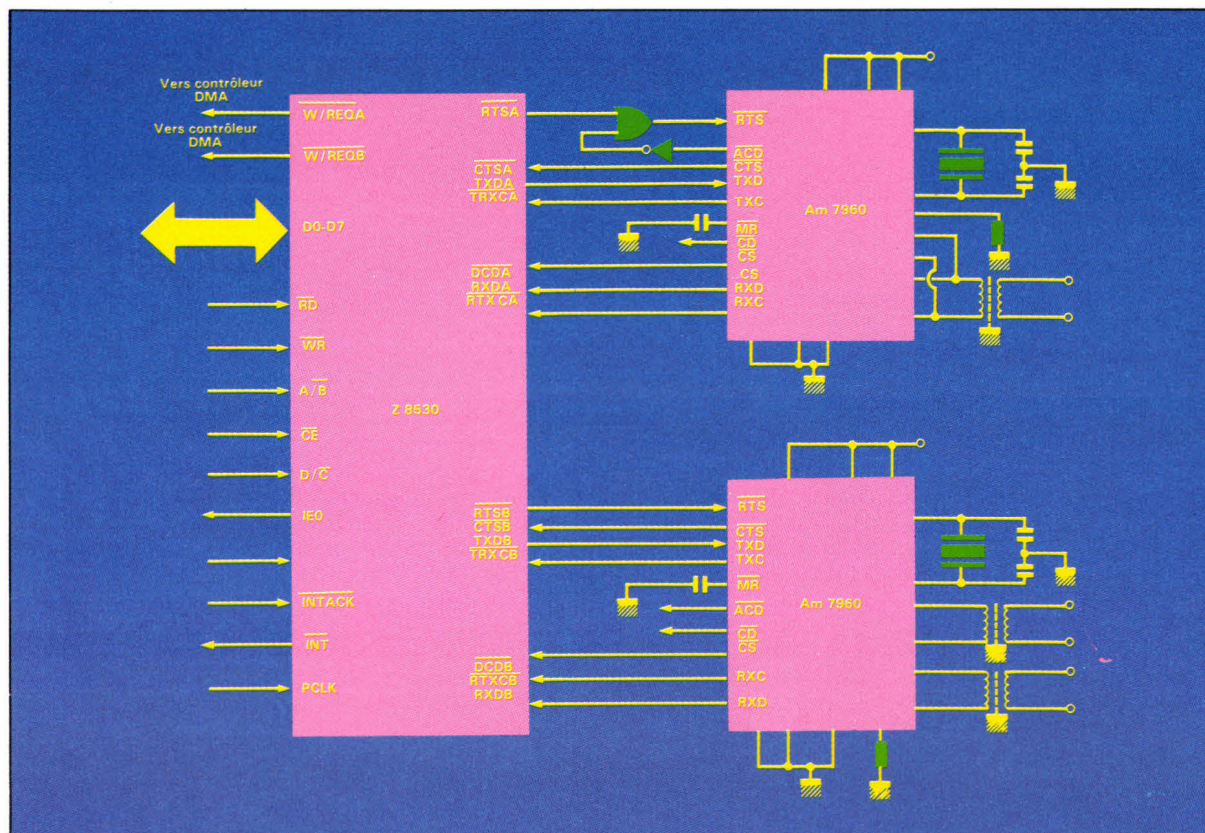 Vers contrôleur
DMA
W/REQA
Vers contrôleur
DMA
W/REQB
D0-D7
RD
WR
A/B
CE
D/C
IEO
INTACK
INT
PCLK
Z 8530
RTSA
CTSA
TXDA
TRXCA
DCDA
RXDA
RTXCA
RTSB
CTSB
TXDB
TRXCB
DCDB
RTXCB
RXDB
RTS
ACD
CTS
TXD
TXC
MR
CD
CS
CS
RXD
RXC
Am 7960
RTS
CTS
TXD
TXC
MR
ACD
CD
CS
RXC
RXD
Am 7960